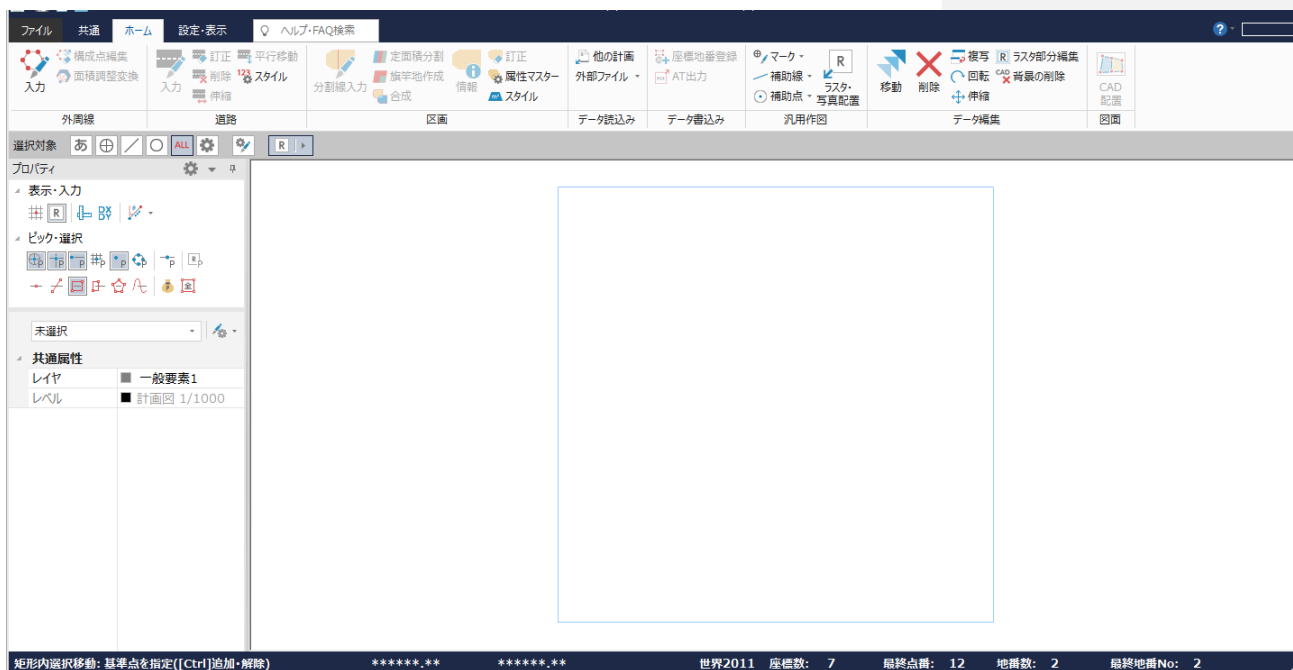 ファイル 共通 ホーム 設定・表示 ヘルプ・FAQ検索 ?
入力 構成点編集 面積調整変換
外周線
入力 訂正 平行移動 削除 123 スタイル 伸縮
道路
分割線入力 定面積分割 旗竿地作成 合成 情報 訂正 属性マスター スタイル
区画
他の計画 外部ファイル
データ読込み
座標地番登録 AT出力
データ書込み
マーク 補助線 補助点 R ラスタ・写真配置
汎用作図
移動 削除 複写 回転 伸縮 R ラスタ部分編集 CAD 背景の削除
データ編集
CAD配置
図面
選択対象 あ ALL R
プロパティ
表示・入力
R DX DY
ピック・選択
P P P P P P P R P
金
未選択
共通属性
レイヤ 一般要素1
レベル 計画図 1/1000
矩形内選択移動: 基準点を指定([Ctrl]追加・解除) ******.** ******.** 世界2011 座標数: 7 最終点番: 12 地番数: 2 最終地番No: 2